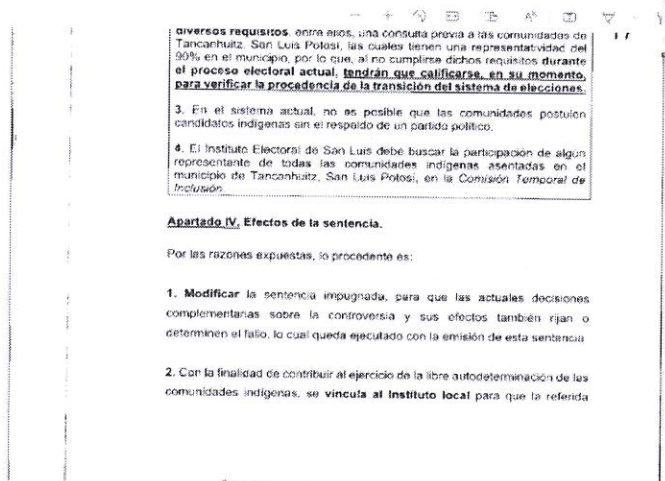 diversos requisitos, entre ellos, una consulta previa a las comunidades de
Tancanhuitz, San Luis Potosí, las cuales tienen una representatividad del
90% en el municipio, por lo que, al no cumplirse dichos requisitos durante
el proceso electoral actual, tendrán que calificarse, en su momento,
para verificar la procedencia de la transición del sistema de elecciones.
3. En el sistema actual, no es posible que las comunidades postulen
candidatos indígenas sin el respaldo de un partido político.
4. El Instituto Electoral de San Luis debe buscar la participación de algún
representante de todas las comunidades indígenas asentadas en el
municipio de Tancanhuitz, San Luis Potosí, en la Comisión Temporal de
Inclusión.
Apartado IV. Efectos de la sentencia.
Por las razones expuestas, lo procedente es:
1. Modificar la sentencia impugnada, para que las actuales decisiones
complementarias sobre la controversia y sus efectos también rijan o
determinen el fallo, lo cual queda ejecutado con la emisión de esta sentencia
2. Con la finalidad de contribuir al ejercicio de la libre autodeterminación de las
comunidades indígenas, se vincula al Instituto local para que la referida